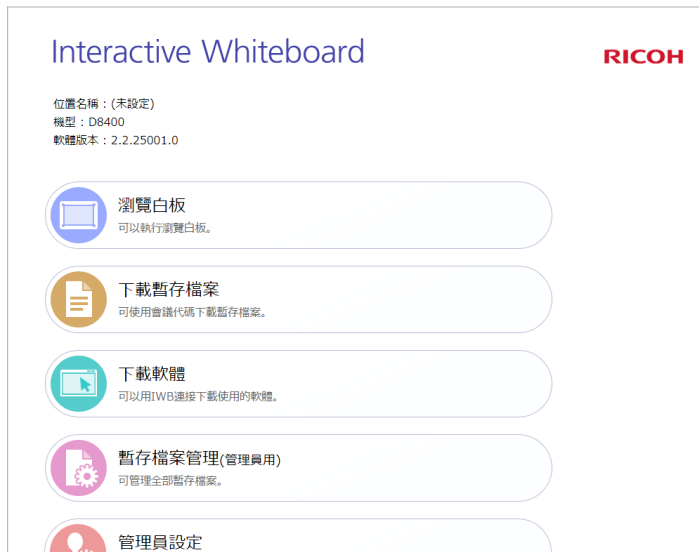 Interactive Whiteboard
RICOH
位置名稱：(未設定)
機型：D8400
軟體版本：2.2.25001.0
瀏覽白板
可以執行瀏覽白板。
下載暫存檔案
可使用會議代碼下載暫存檔案。
下載軟體
可以用IWB連接下載使用的軟體。
暫存檔案管理(管理員用)
可管理全部暫存檔案。
管理員設定